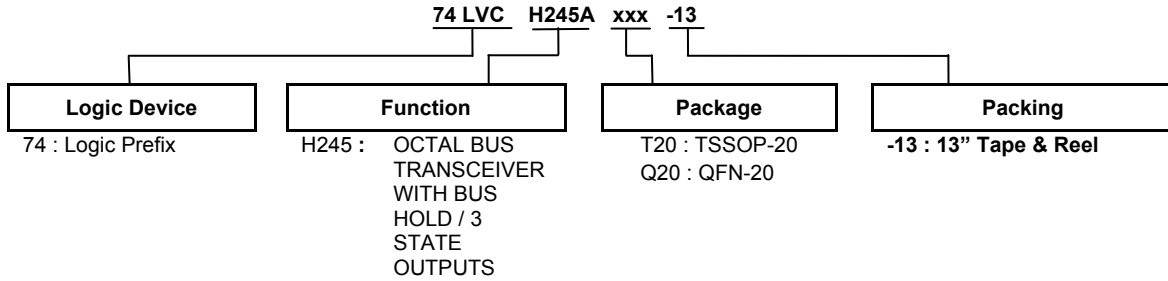 74 LVC H245A xxx -13
Logic Device
Function
Package
Packing
74 : Logic Prefix
H245 : OCTAL BUS
TRANSCEIVER
WITH BUS
HOLD / 3
STATE
OUTPUTS
T20 : TSSOP-20
Q20 : QFN-20
-13 : 13” Tape & Reel